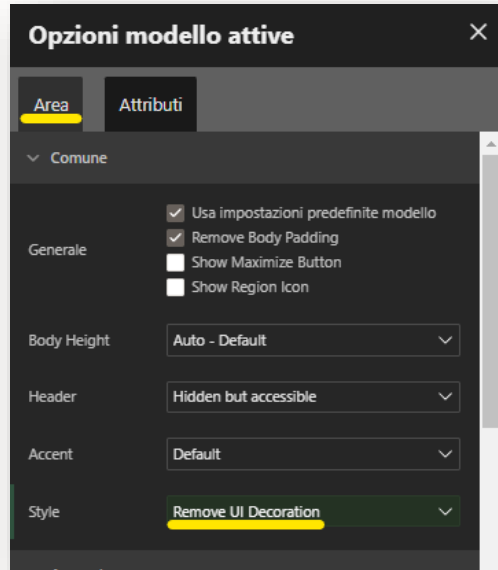 Opzioni modello attive
Area
Attributi
Comune
Generale
Usa impostazioni predefinite modello
Remove Body Padding
Show Maximize Button
Show Region Icon
Body Height
Auto - Default
Header
Hidden but accessible
Accent
Default
Style
Remove UI Decoration